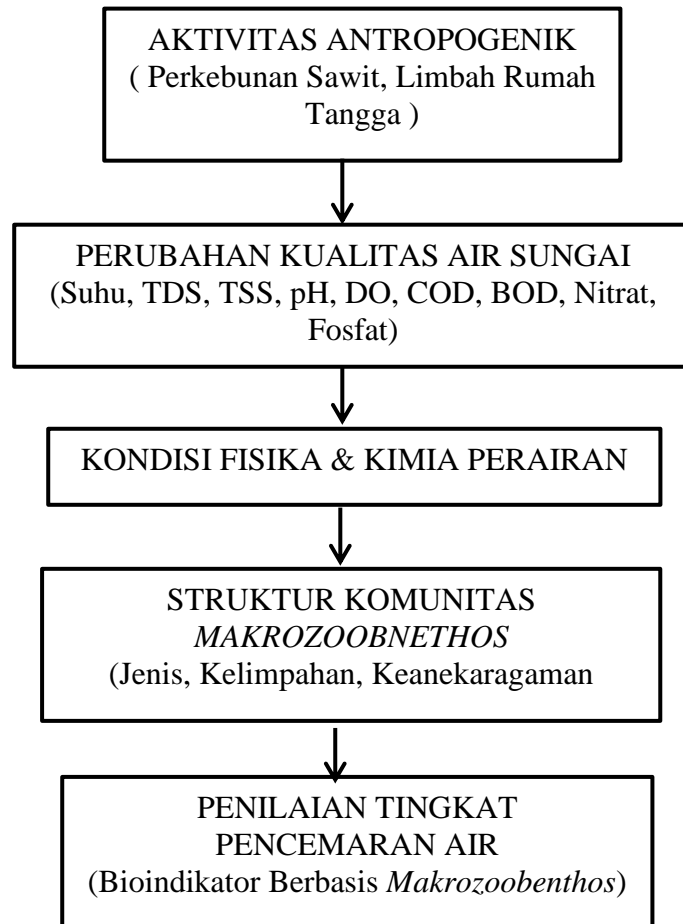 AKTIVITAS ANTROPOGENIK
( Perkebunan Sawit, Limbah Rumah
Tangga )
PERUBAHAN KUALITAS AIR SUNGAI
(Suhu, TDS, TSS, pH, DO, COD, BOD, Nitrat,
Fosfat)
KONDISI FISIKA & KIMIA PERAIRAN
STRUKTUR KOMUNITAS
MAKROZOOBNETHOS
(Jenis, Kelimpahan, Keanekaragaman
PENILAIAN TINGKAT
PENCEMARAN AIR
(Bioindikator Berbasis Makrozoobenthos)